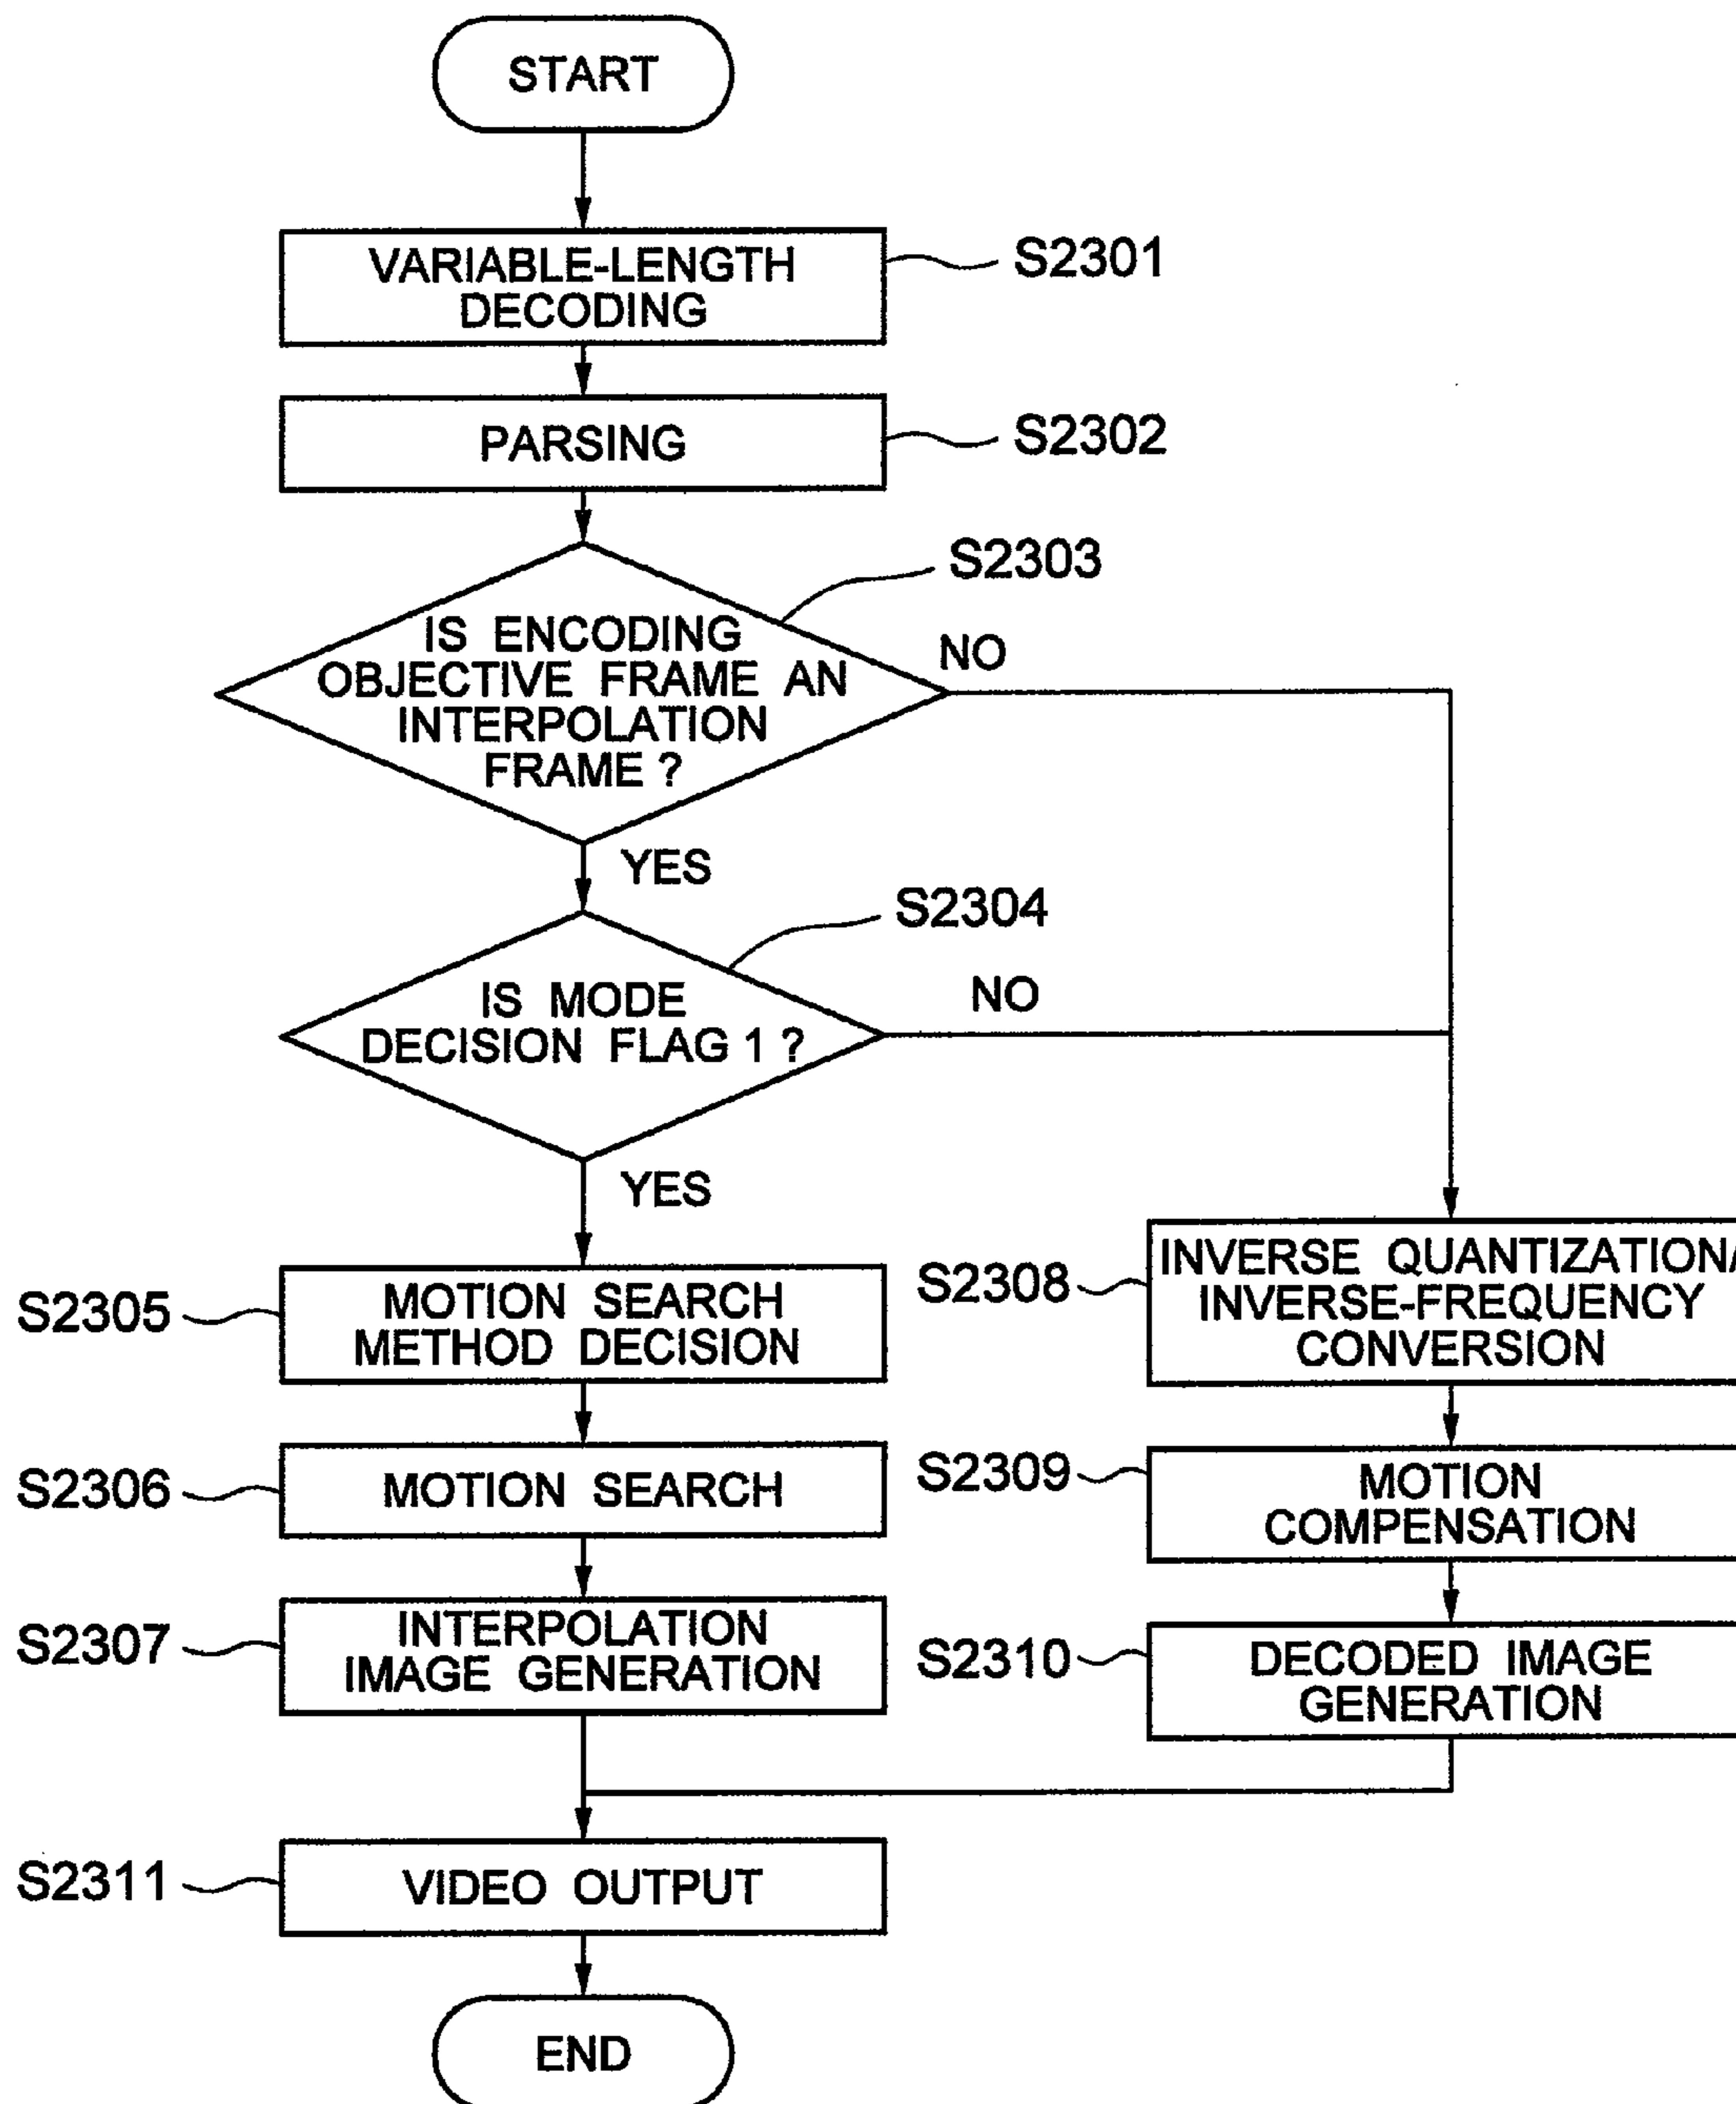 START
VARIABLE-LENGTH
DECODING
S2301
PARSING
S2302
S2303
IS ENCODING
OBJECTIVE FRAME AN
INTERPOLATION
FRAME ?
NO
YES
S2304
IS MODE
DECISION FLAG 1 ?
NO
YES
S2305
MOTION SEARCH
METHOD DECISION
S2306
MOTION SEARCH
S2307
INTERPOLATION
IMAGE GENERATION
S2308
INVERSE QUANTIZATION/
INVERSE-FREQUENCY
CONVERSION
S2309
MOTION
COMPENSATION
S2310
DECODED IMAGE
GENERATION
S2311
VIDEO OUTPUT
END